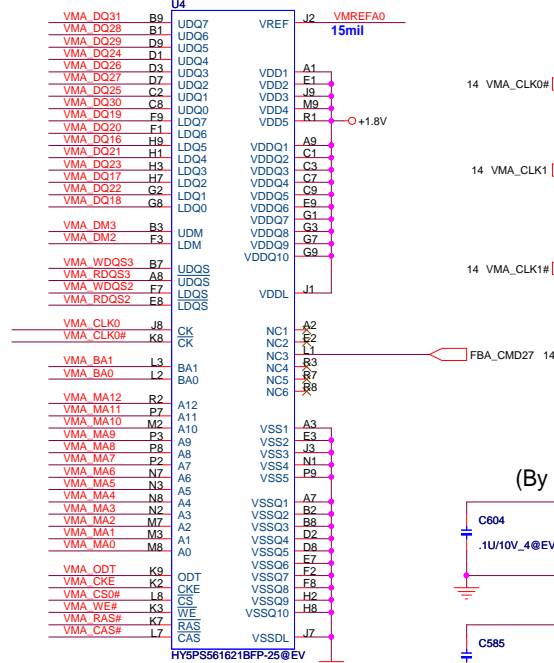 U4
VMA_DQ31 B9 UDQ7 VREF J2 VMREFA0
VMA_DQ28 B1 UDQ6 15mil
VMA_DQ29 D9 UDQ5
VMA_DQ24 D1 UDQ4
VMA_DQ26 D3 UDQ3 VDD1 A1
VMA_DQ27 D7 UDQ2 VDD2 E1
VMA_DQ25 C2 UDQ1 VDD3 J9
VMA_DQ30 C8 UDQ0 VDD4 M9
VMA_DQ19 F9 LDQ7 VDD5 R1 +1.8V
VMA_DQ20 F1 LDQ6
VMA_DQ16 H9 LDQ5 VDDQ1 A9
VMA_DQ21 H1 LDQ4 VDDQ2 C1
VMA_DQ23 H3 LDQ3 VDDQ3 C3
VMA_DQ17 H7 LDQ2 VDDQ4 C7
VMA_DQ22 G2 LDQ1 VDDQ5 C9
VMA_DQ18 G8 LDQ0 VDDQ6 E9
VDDQ7 G1
VMA_DM3 B3 UDM VDDQ8 G3
VMA_DM2 F3 LDM VDDQ9 G7
VDDQ10 G9
VMA_WDQS3 B7 UDQS
VMA_RDQS3 A8 UDQS
VMA_WDQS2 F7 LDQS VDDL J1
VMA_RDQS2 E8 LDQS
VMA_CLK0 J8 CK NC1 A2
VMA_CLK0# K8 CK NC2 E2
NC3 L1 FBA_CMD27 14
VMA_BA1 L3 BA1 NC4 R3
VMA_BA0 L2 BA0 NC5 R7
NC6 R8
VMA_MA12 R2 A12
VMA_MA11 P7 A11
VMA_MA10 M2 A10 VSS1 A3
VMA_MA9 P3 A9 VSS2 E3
VMA_MA8 P8 A8 VSS3 J3
VMA_MA7 P2 A7 VSS4 N1
VMA_MA6 N7 A6 VSS5 P9
VMA_MA5 N3 A5
VMA_MA4 N8 A4 VSSQ1 A7
VMA_MA3 N2 A3 VSSQ2 B2
VMA_MA2 M7 A2 VSSQ3 B8
VMA_MA1 M3 A1 VSSQ4 D2
VMA_MA0 M8 A0 VSSQ5 D8
VSSQ6 E7
VMA_ODT K9 ODT VSSQ7 F2
VMA_CKE K2 CKE VSSQ8 F8
VMA_CS0# L8 CS VSSQ9 H2
VMA_WE# K3 WE VSSQ10 H8
VMA_RAS# K7 RAS
VMA_CAS# L7 CAS VSSDL J7
HY5PS561621BFP-25@EV
14 VMA_CLK0#
14 VMA_CLK1
14 VMA_CLK1#
(By
C604
.1U/10V_4@EV
C585